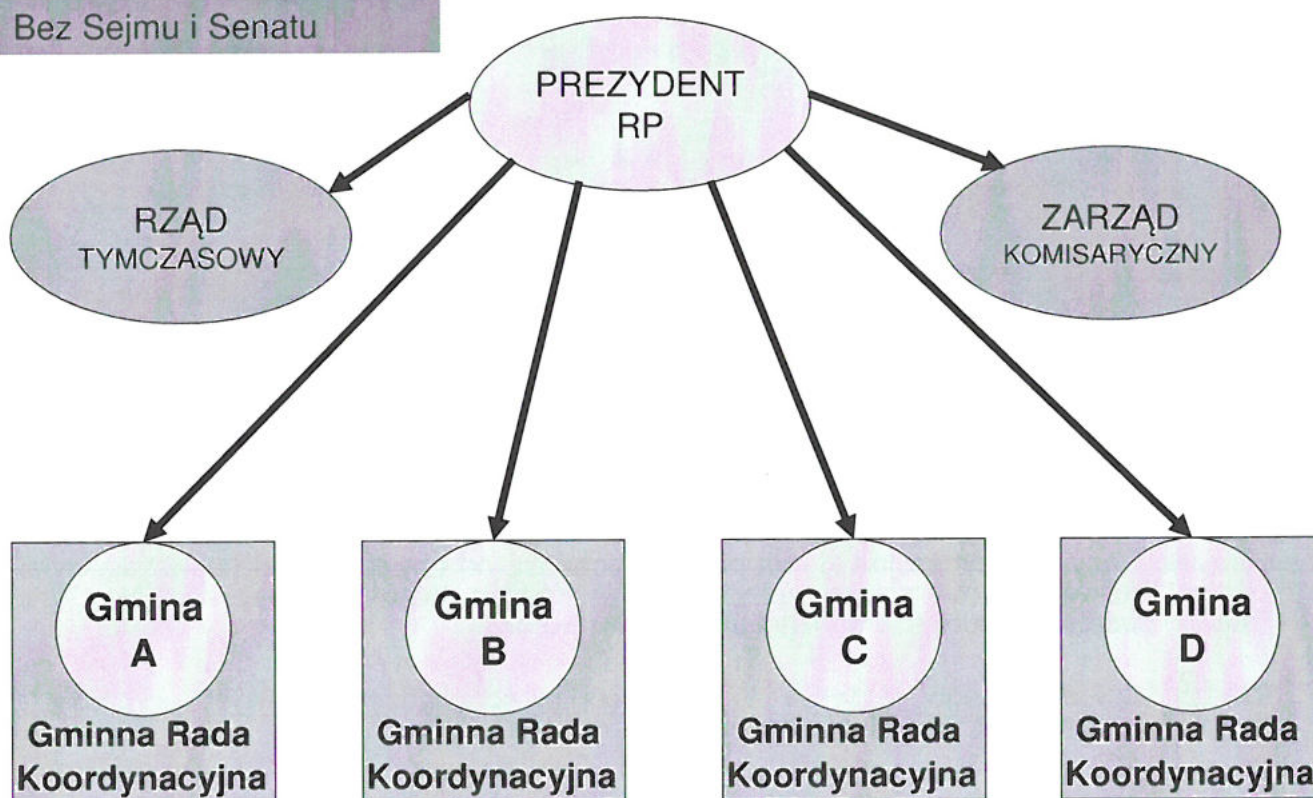 Bez Sejmu i Senatu
PREZYDENT
RP
RZĄD
TYMCZASOWY
ZARZĄD
KOMISARYCZNY
Gmina
A
Gminna Rada
Koordynacyjna
Gmina
B
Gminna Rada
Koordynacyjna
Gmina
C
Gminna Rada
Koordynacyjna
Gmina
D
Gminna Rada
Koordynacyjna